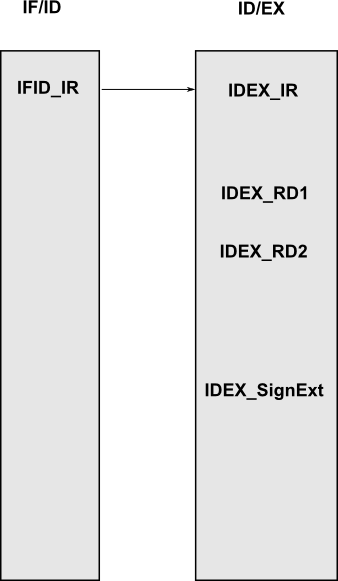 IF/ID
ID/EX
IFID_IR
IDEX_IR
IDEX_RD1
IDEX_RD2
IDEX_SignExt